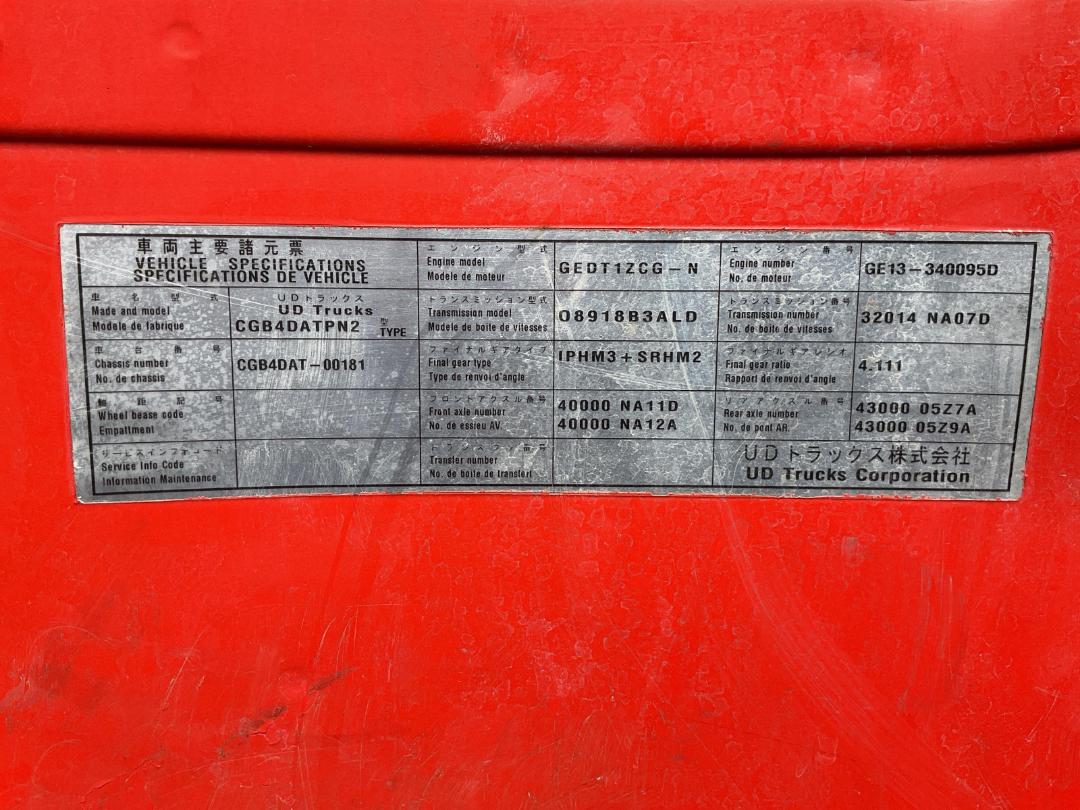 車両主要諸元票
VEHICLE SPECIFICATIONS
SPECIFICATIONS DE VEHICLE
エンジン型式
Engine model
Modele de moteur
GEDT1ZCG-N
エンジン番号
Engine number
No. de moteur
GE13-340095D
車名型式
Made and model
Modele de fabrique
UDトラックス
UD Trucks
CGB4DATPN2 型 TYPE
トランスミッション型式
Transmission model
Modele de boite de vitesses
08918B3ALD
トランスミッション番号
Transmission number
No. de boite de vitesses
32014 NA07D
車台番号
Chassis number
No. de chassis
CGB4DAT-00181
ファイナルギアタイプ
Final gear type
Type de renvoi d'angle
IPHM3+SRHM2
ファイナルギアレシオ
Final gear ratio
Rapport de renvoi d'angle
4.111
軸距記号
Wheel bease code
Empattment
フロントアクスル番号
Front axle number
No. de essieu AV.
40000 NA11D
40000 NA12A
リアアクスル番号
Rear axle number
No. de pont AR.
43000 05Z7A
43000 05Z9A
サービスインフォコード
Service Info Code
Information Maintenance
トランスファ番号
Transfer number
No. de boite de transfert
UDトラックス株式会社
UD Trucks Corporation